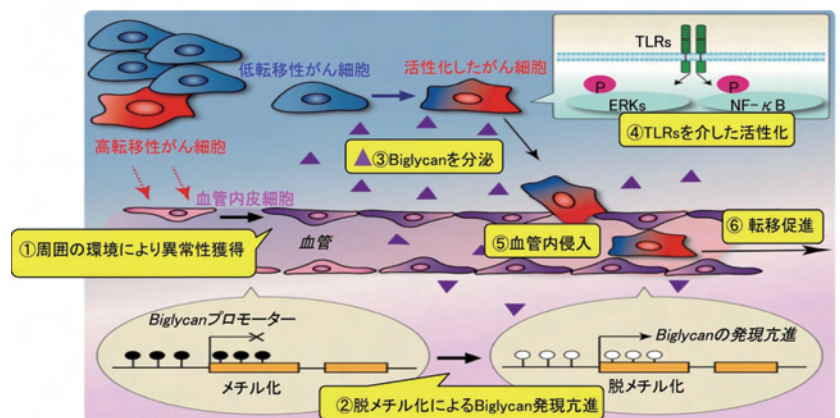 TLRs
低転移性がん細胞
活性化したがん細胞
P
P
ERKs
NF-κB
④TLRsを介した活性化
高転移性がん細胞
③Biglycanを分泌
血管内皮細胞
①周囲の環境により異常性獲得
血管
⑤血管内侵入
⑥ 転移促進
Biglycanプロモーター
メチル化
Biglycanの発現亢進
脱メチル化
②脱メチル化によるBiglycan発現亢進